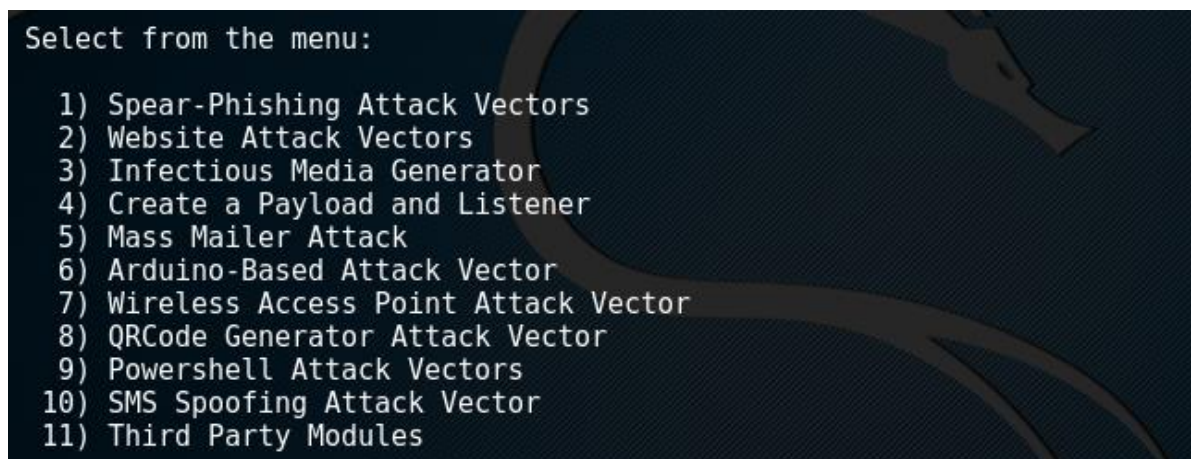 Select from the menu:
1) Spear-Phishing Attack Vectors
2) Website Attack Vectors
3) Infectious Media Generator
4) Create a Payload and Listener
5) Mass Mailer Attack
6) Arduino-Based Attack Vector
7) Wireless Access Point Attack Vector
8) QRCode Generator Attack Vector
9) Powershell Attack Vectors
10) SMS Spoofing Attack Vector
11) Third Party Modules